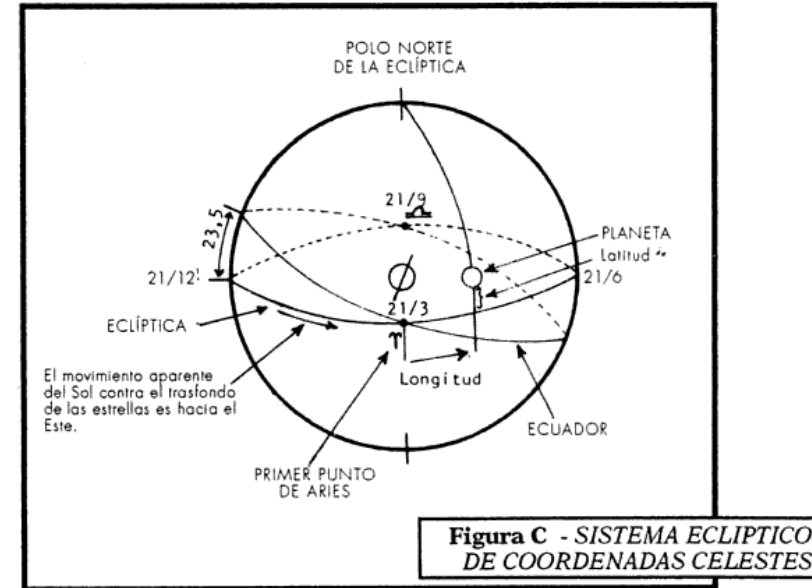 POLO NORTE
DE LA ECLÍPTICA
21/9
♎
23,5
PLANETA
Latitud
21/12
21/6
21/3
ECLÍPTICA
♈
Longitud
El movimiento aparente
del Sol contra el trasfondo
de las estrellas es hacia el
Este.
ECUADOR
PRIMER PUNTO
DE ARIES
Figura C - SISTEMA ECLIPTICO
DE COORDENADAS CELESTES